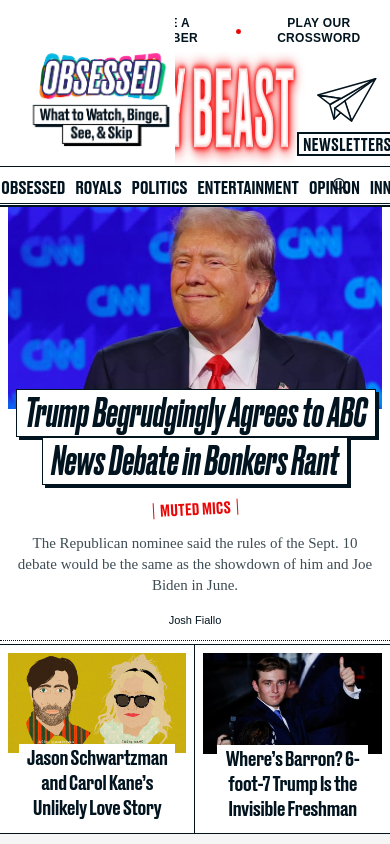 E A
BER
PLAY OUR
CROSSWORD
OBSESSED
What to Watch, Binge,
See, & Skip
Y BEAST
NEWSLETTERS
OBSESSED ROYALS POLITICS ENTERTAINMENT OPINION INN
CNN CNN
CNN CNN
CNN
Trump Begrudgingly Agrees to ABC
News Debate in Bonkers Rant
MUTED MICS
The Republican nominee said the rules of the Sept. 10
debate would be the same as the showdown of him and Joe
Biden in June.
Josh Fiallo
Jason Schwartzman
and Carol Kane’s
Unlikely Love Story
Where’s Barron? 6-
foot-7 Trump Is the
Invisible Freshman